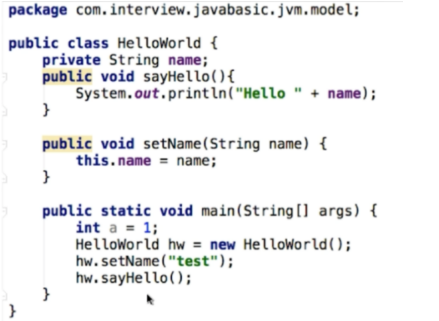 package com.interview.javabasic.jvm.model;
public class HelloWorld {
private String name;
public void sayHello(){
System.out.println("Hello " + name);
}
public void setName(String name) {
this.name = name;
}
public static void main(String[] args) {
int a = 1;
HelloWorld hw = new HelloWorld();
hw.setName("test");
hw.sayHello();
}
}